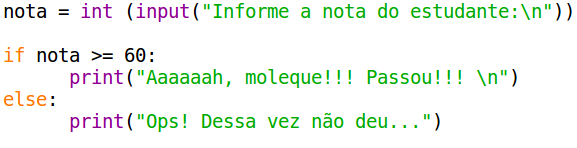 nota = int (input("Informe a nota do estudante:\n"))
if nota >= 60:
print("Aaaaaah, moleque!!! Passou!!! \n")
else:
print("Ops! Dessa vez não deu...")